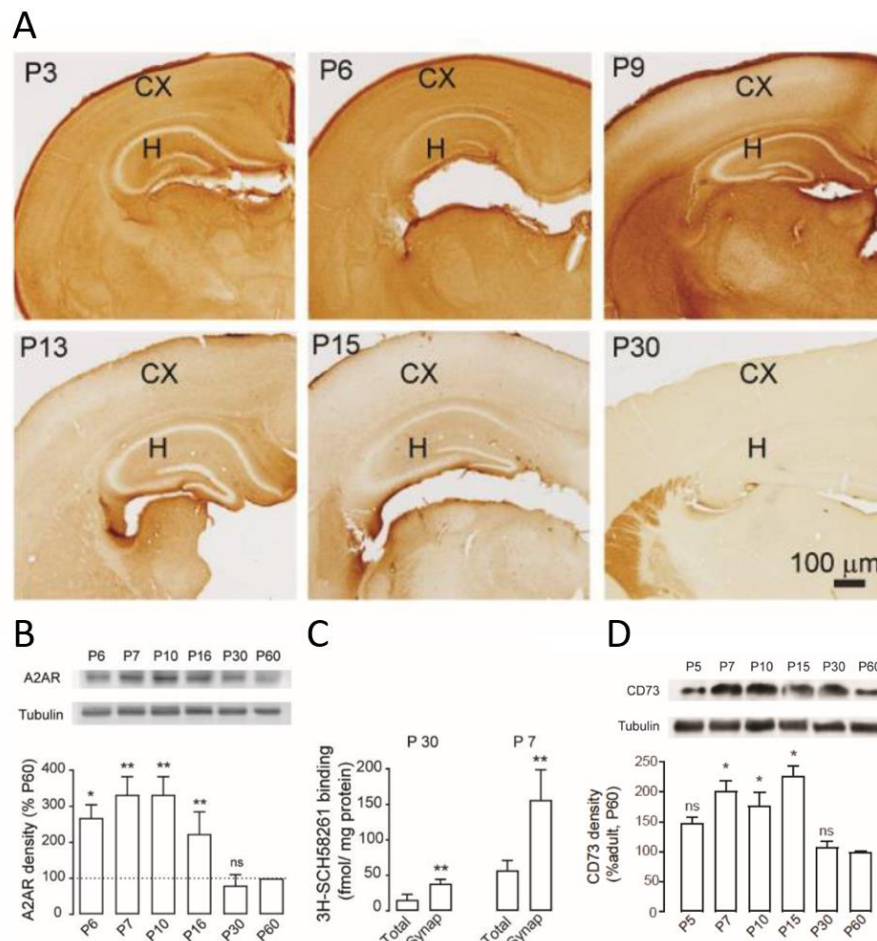 A
P3
CX
H
P6
CX
H
P9
CX
H
P13
CX
H
P15
CX
H
P30
CX
H
100 μm
B
P6 P7 P10 P16 P30 P60
A2AR
Tubulin
A2AR density (% P60)
400
300
200
100
0
* ** ** ** ns
P6 P7 P10 P16 P30 P60
C
3H-SCH58261 binding
(fmol/ mg protein)
P 30 P 7
200
150
100
50
0
** **
Total Synap Total Synap
D
P5 P7 P10 P15 P30 P60
CD73
Tubulin
CD73 density
(%adult, P60)
250
200
150
100
50
0
ns * * * ns
P5 P7 P10 P15 P30 P60